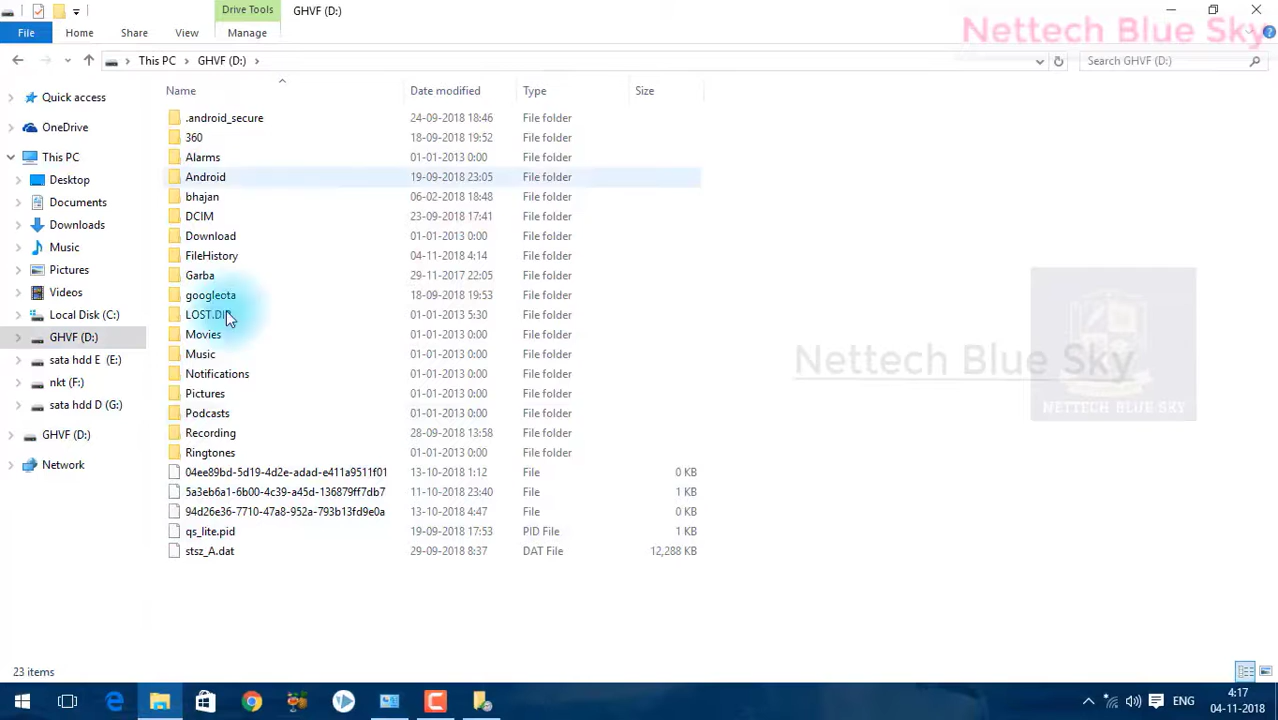 Drive Tools
GHVF (D:)
File
Home
Share
View
Manage
Nettech Blue Sky
This PC
GHVF (D:)
Search GHVF (D:)
Name
Date modified
Type
Size
Quick access
OneDrive
This PC
Desktop
Documents
Downloads
Music
Pictures
Videos
Local Disk (C:)
GHVF (D:)
sata hdd E (E:)
nkt (F:)
sata hdd D (G:)
GHVF (D:)
Network
.android_secure 24-09-2018 18:46 File folder
360 18-09-2018 19:52 File folder
Alarms 01-01-2013 0:00 File folder
Android 19-09-2018 23:05 File folder
bhajan 06-02-2018 18:48 File folder
DCIM 23-09-2018 17:41 File folder
Download 01-01-2013 0:00 File folder
FileHistory 04-11-2018 4:14 File folder
Garba 29-11-2017 22:05 File folder
googleota 18-09-2018 19:53 File folder
LOST.DIR 01-01-2013 5:30 File folder
Movies 01-01-2013 0:00 File folder
Music 01-01-2013 0:00 File folder
Notifications 01-01-2013 0:00 File folder
Pictures 01-01-2013 0:00 File folder
Podcasts 01-01-2013 0:00 File folder
Recording 28-09-2018 13:58 File folder
Ringtones 01-01-2013 0:00 File folder
04ee89bd-5d19-4d2e-adad-e411a9511f01 13-10-2018 1:12 File 0 KB
5a3eb6a1-6b00-4c39-a45d-136879ff7db7 11-10-2018 23:40 File 1 KB
94d26e36-7710-47a8-952a-793b13fd9e0a 13-10-2018 4:47 File 0 KB
qs_lite.pid 19-09-2018 17:53 PID File 1 KB
stsz_A.dat 29-09-2018 8:37 DAT File 12,288 KB
Nettech Blue Sky
NETTECH BLUE SKY
23 items
ENG
4:17
04-11-2018